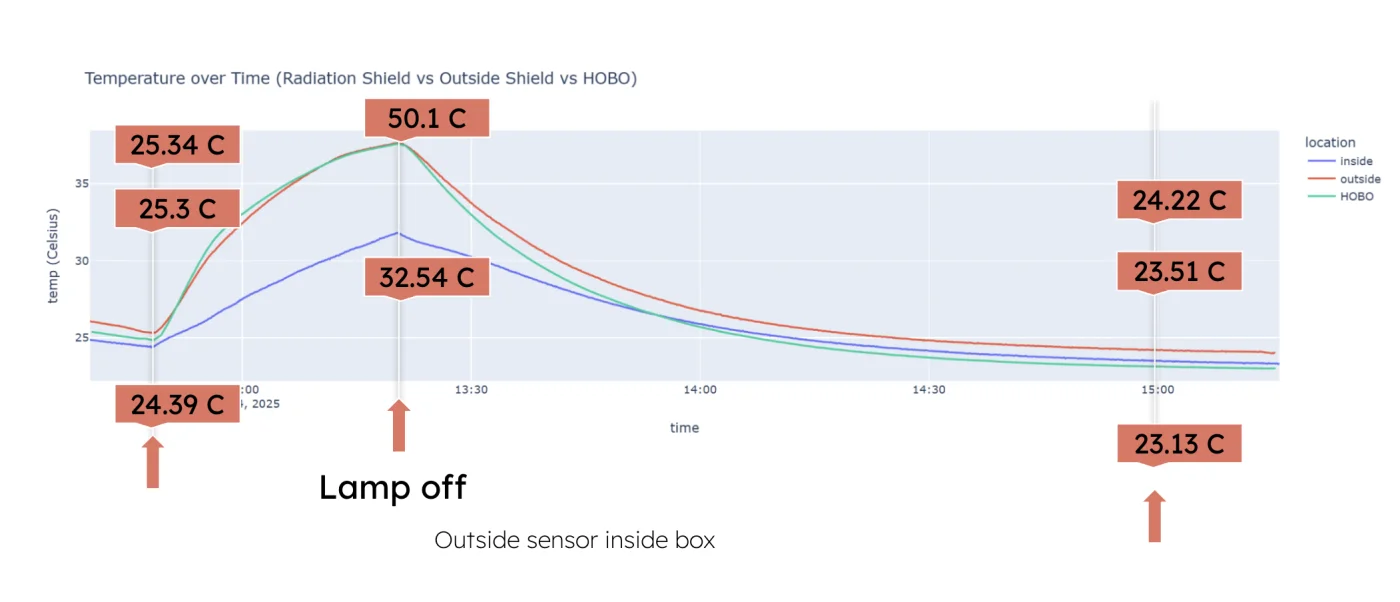 Temperature over Time (Radiation Shield vs Outside Shield vs HOBO)
50.1 C
25.34 C
location
inside
outside
HOBO
35
25.3 C
24.22 C
temp (Celsius)
30
32.54 C
23.51 C
25
:00
13:30
14:00
14:30
15:00
24.39 C
4, 2025
time
23.13 C
Lamp off
Outside sensor inside box